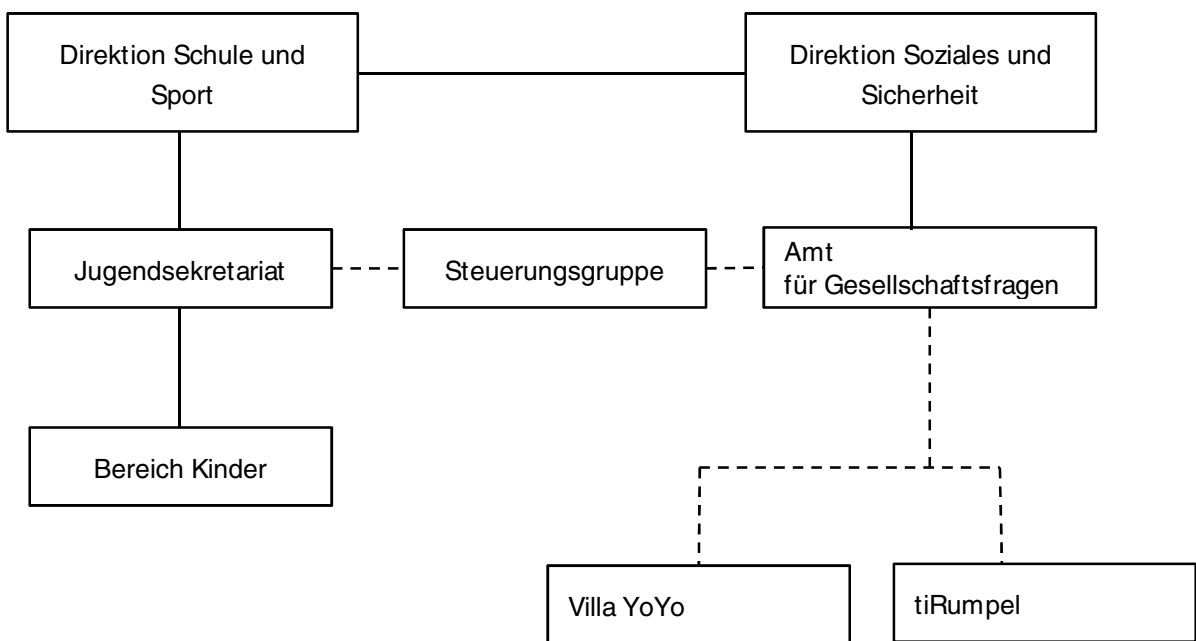 Direktion Schule und
Sport
Direktion Soziales und
Sicherheit
Jugendsekretariat
Steuerungsgruppe
Amt
für Gesellschaftsfragen
Bereich Kinder
Villa YoYo
tiRumpel